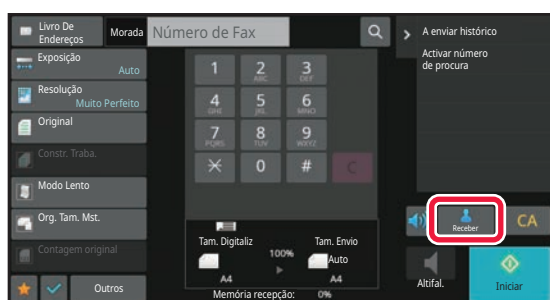 Livro De
Endereços
Morada
Número de Fax
A enviar histórico
Activar número
de procura
Exposição
Auto
Resolução
Muito Perfeito
Original
Constr. Traba.
Modo Lento
Org. Tam. Mst.
Contagem original
Outros
1
2
ABC
3
DEF
4
GHI
5
JKL
6
MNO
7
PQRS
8
TUV
9
WXYZ
0
#
C
Tam. Digitaliz
100%
Tam. Envio
Auto
A4
A4
Memória recepção: 0%
Receber
CA
Altifal.
Iniciar